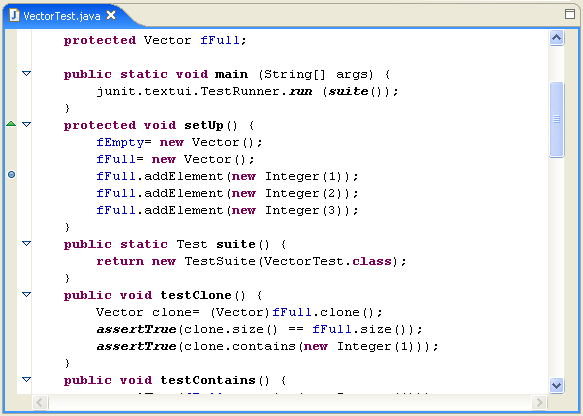 VectorTest.java
protected Vector fFull;
public static void main (String[] args) {
junit.textui.TestRunner.run (suite());
}
protected void setUp() {
fEmpty= new Vector();
fFull= new Vector();
fFull.addElement(new Integer(1));
fFull.addElement(new Integer(2));
fFull.addElement(new Integer(3));
}
public static Test suite() {
return new TestSuite(VectorTest.class);
}
public void testClone() {
Vector clone= (Vector)fFull.clone();
assertTrue(clone.size() == fFull.size());
assertTrue(clone.contains(new Integer(1)));
}
public void testContains() {